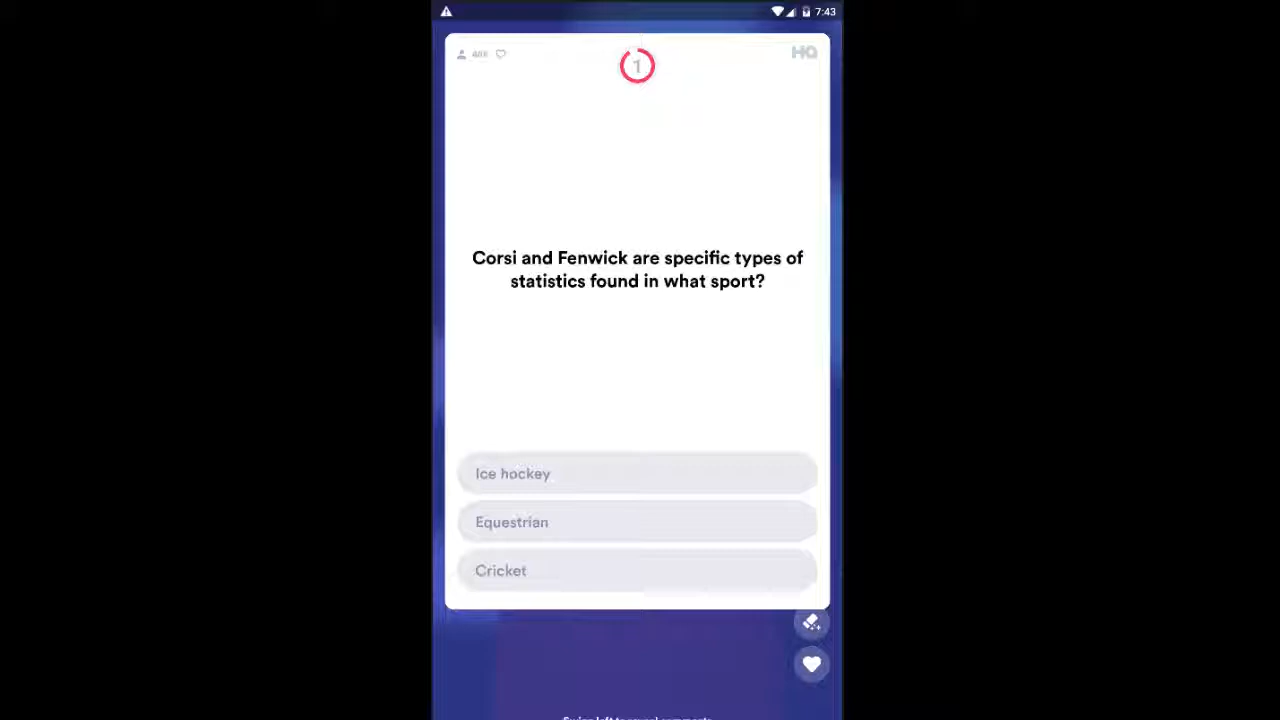 7:43
HQ
1
Corsi and Fenwick are specific types of
statistics found in what sport?
Ice hockey
Equestrian
Cricket